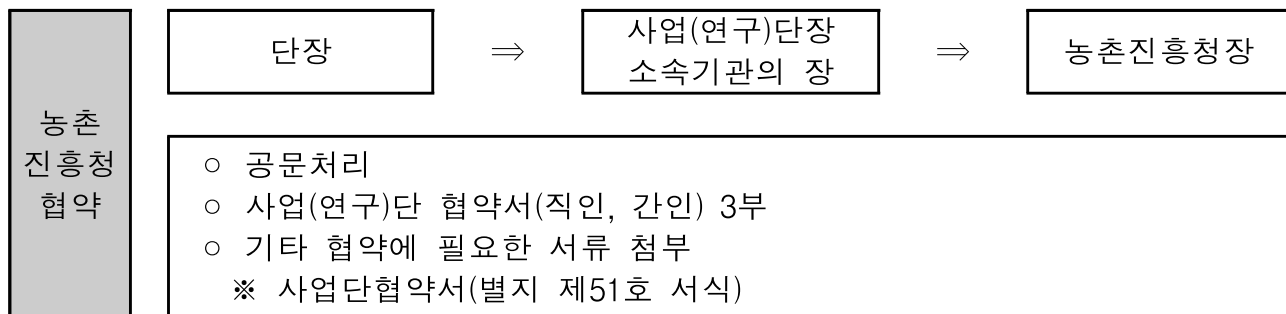 농촌
진흥청
협약
단장 ⇒ 사업(연구)단장
소속기관의 장 ⇒ 농촌진흥청장
○ 공문처리
○ 사업(연구)단 협약서(직인, 간인) 3부
○ 기타 협약에 필요한 서류 첨부
※ 사업단협약서(별지 제51호 서식)